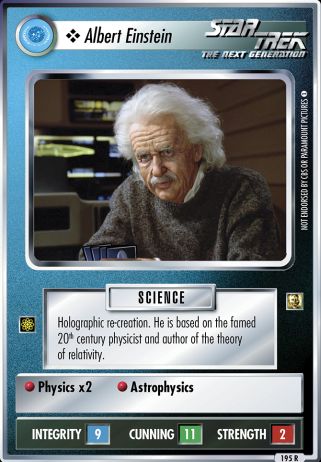 ❖ Albert Einstein
STAR TREK
THE NEXT GENERATION
NOT ENDORSED BY CBS OR PARAMOUNT PICTURES
SCIENCE
Holographic re-creation. He is based on the famed
20th century physicist and author of the theory
of relativity.
Physics x2 Astrophysics
INTEGRITY 9 CUNNING 11 STRENGTH 2
195 R